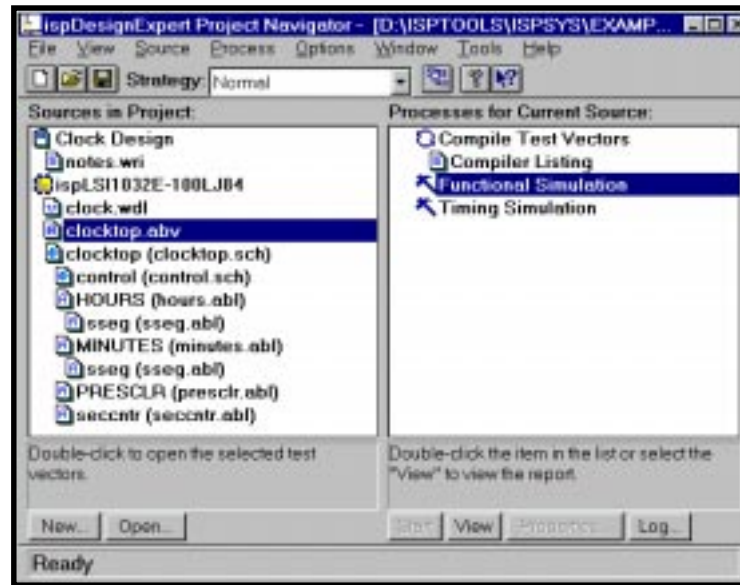 ispDesignExpert Project Navigator - [D:\ISPTOOLS\ISPSYS\EXAMP...
File View Source Process Options Window Tools Help
Strategy: Normal
Sources in Project:
Clock Design
notes.wri
ispLSI1032E-100LJ84
clock.wdl
clocktop.abv
clocktop (clocktop.sch)
control (control.sch)
HOURS (hours.abl)
sseg (sseg.abl)
MINUTES (minutes.abl)
sseg (sseg.abl)
PRESCLR (presclr.abl)
seccntr (seccntr.abl)
Double-click to open the selected test
vectors.
New... Open...
Processes for Current Source:
Compile Test Vectors
Compiler Listing
Functional Simulation
Timing Simulation
Double-click the item in the list or select the
"View" to view the report.
Start View Properties... Log...
Ready